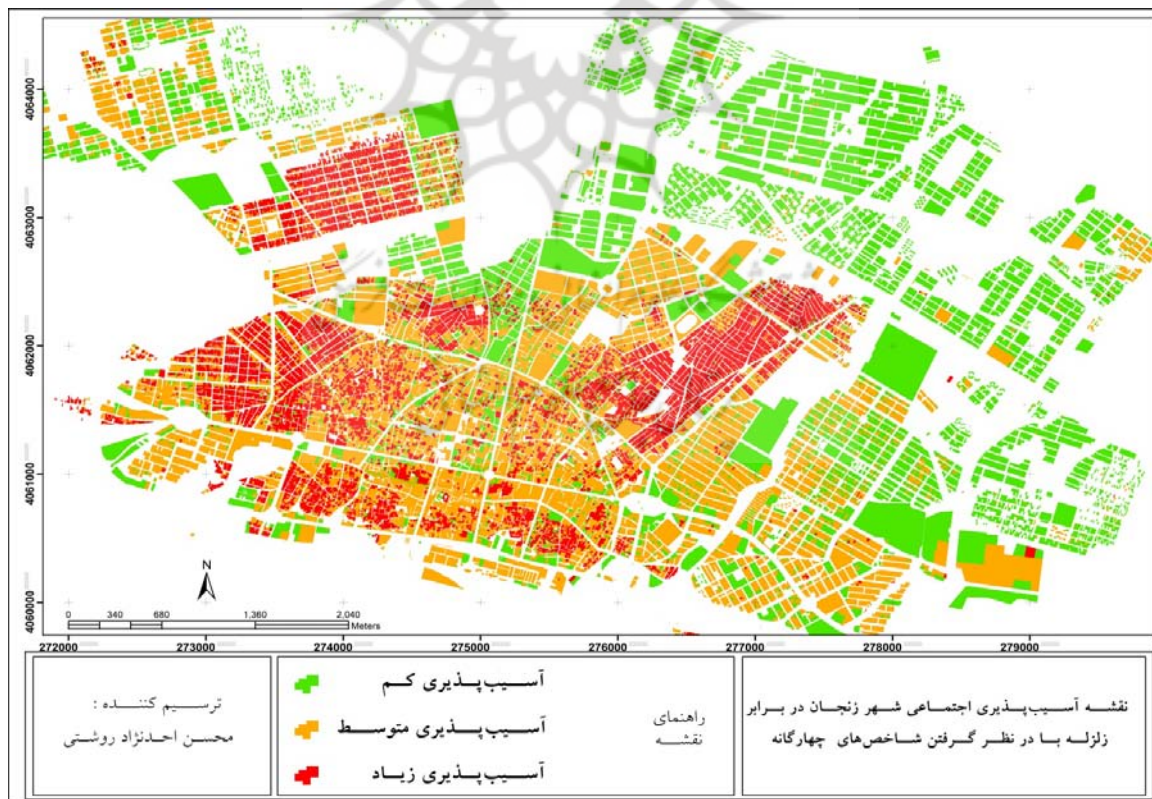 4064000
4063000
4062000
4061000
4060000
N
0 340 680 1,360 2,040
Meters
272000 273000 274000 275000 276000 277000 278000 279000
نقشه آسیب‌پذیری اجتماعی شهر زنجان در برابر
زلزله با در نظر گرفتن شاخص‌های چهارگانه
راهنمای
نقشه
آسیب‌پذیری کم
آسیب‌پذیری متوسط
آسیب‌پذیری زیاد
ترسیم کننده :
محسن احدنژاد روشتی